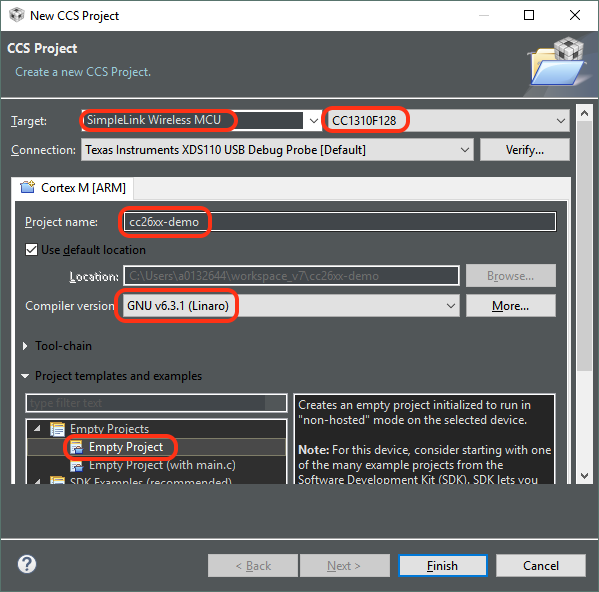 New CCS Project
CCS Project
Create a new CCS Project.
Target: SimpleLink Wireless MCU CC1310F128
Connection: Texas Instruments XDS110 USB Debug Probe [Default] Verify...
Cortex M [ARM]
Project name: cc26xx-demo
Use default location
Location: C:\Users\a0132644\workspace_v7\cc26xx-demo Browse...
Compiler version: GNU v6.3.1 (Linaro) More...
Tool-chain
Project templates and examples
type filter text
Empty Projects
Empty Project
Empty Project (with main.c)
SDK Examples (recommended)
Creates an empty project initialized to run in
"non-hosted" mode on the selected device.
Note: For this device, consider starting with one
of the many example projects from the
Software Development Kit (SDK). SDK lets you
? < Back Next > Finish Cancel